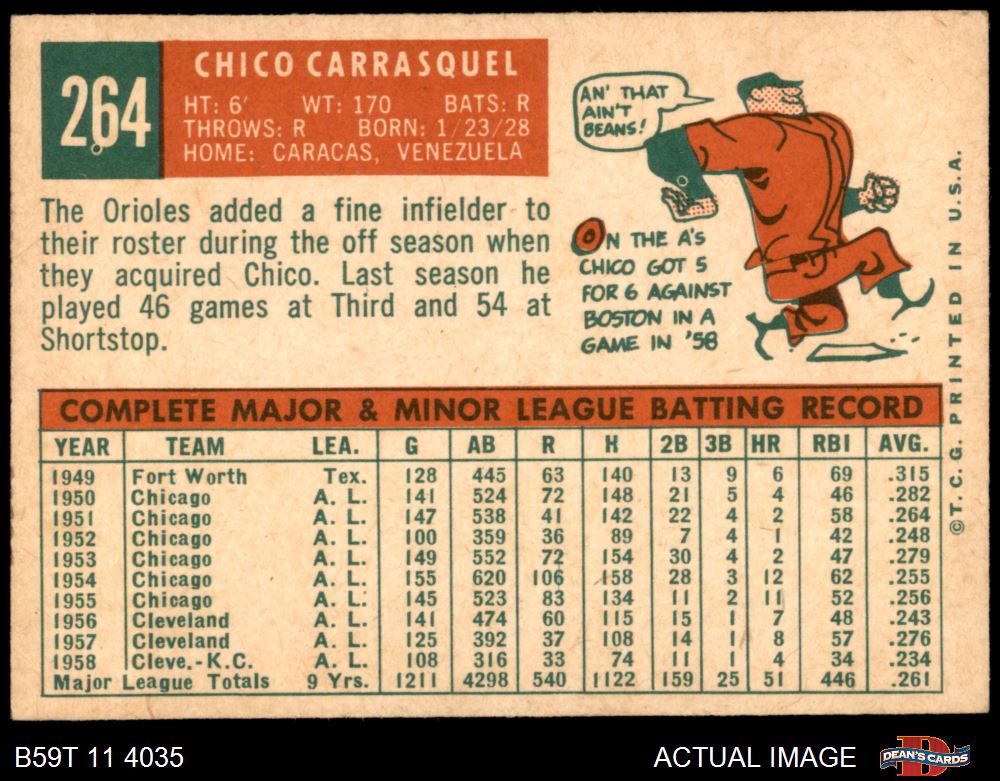 264
CHICO CARRASQUEL
HT: 6' WT: 170 BATS: R
THROWS: R BORN: 1/23/28
HOME: CARACAS, VENEZUELA
The Orioles added a fine infielder to
their roster during the off season when
they acquired Chico. Last season he
played 46 games at Third and 54 at
Shortstop.
AN' THAT
AIN'T
BEANS!
ON THE A'S
CHICO GOT 5
FOR 6 AGAINST
BOSTON IN A
GAME IN '58
COMPLETE MAJOR & MINOR LEAGUE BATTING RECORD
YEAR TEAM LEA. G AB R H 2B 3B HR RBI AVG.
1949 Fort Worth Tex. 128 445 63 140 13 9 6 69 .315
1950 Chicago A. L. 141 524 72 148 21 5 4 46 .282
1951 Chicago A. L. 147 538 41 142 22 4 2 58 .264
1952 Chicago A. L. 100 359 36 89 7 4 1 42 .248
1953 Chicago A. L. 149 552 72 154 30 4 2 47 .279
1954 Chicago A. L. 155 620 106 158 28 3 12 62 .255
1955 Chicago A. L. 145 523 83 134 11 2 11 52 .256
1956 Cleveland A. L. 141 474 60 115 15 1 7 48 .243
1957 Cleveland A. L. 125 392 37 108 14 1 8 57 .276
1958 Cleve.-K.C. A. L. 108 316 33 74 11 1 4 34 .234
Major League Totals 9 Yrs. 1211 4298 540 1122 159 25 51 446 .261
©T.C.G. PRINTED IN U.S.A.
B59T 11 4035
ACTUAL IMAGE
DEAN'S CARDS